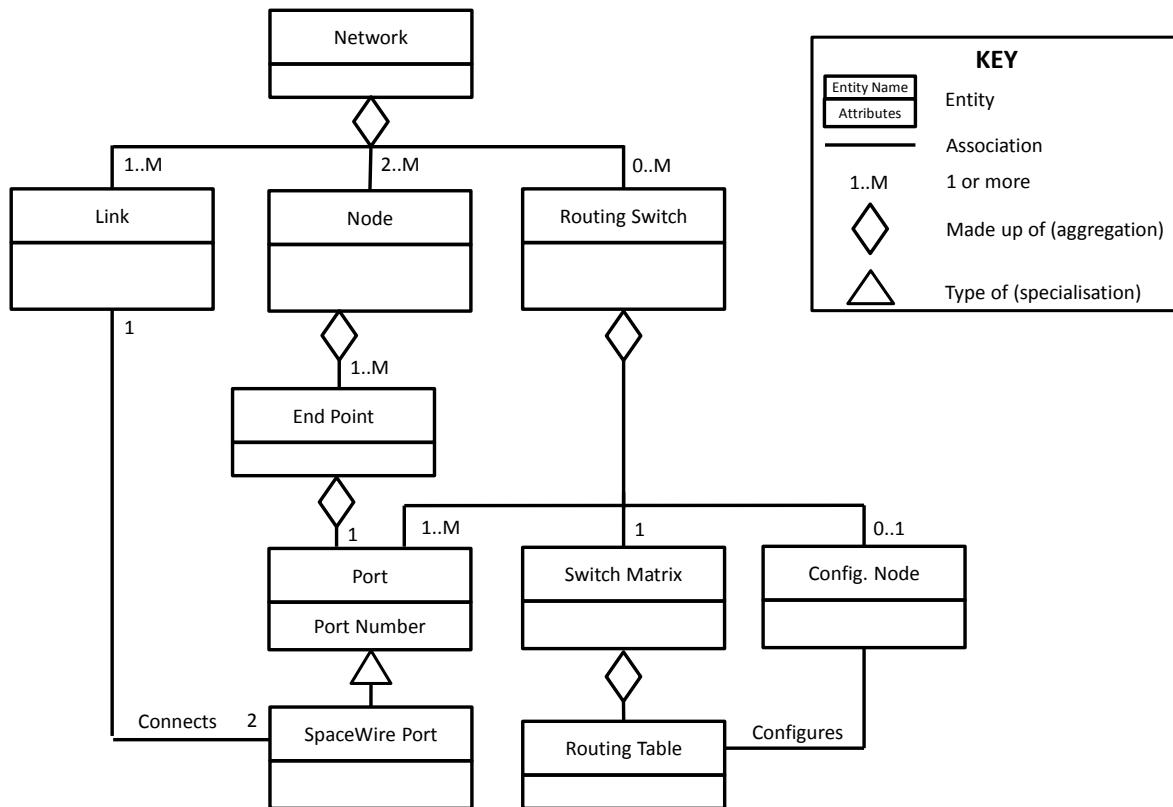 Network
KEY
Entity Name
Attributes
Entity
Association
1..M
1 or more
Made up of (aggregation)
Type of (specialisation)
1..M
2..M
0..M
Link
Node
Routing Switch
1
1..M
End Point
1
1..M
1
0..1
Port
Switch Matrix
Config. Node
Port Number
Connects
2
SpaceWire Port
Routing Table
Configures